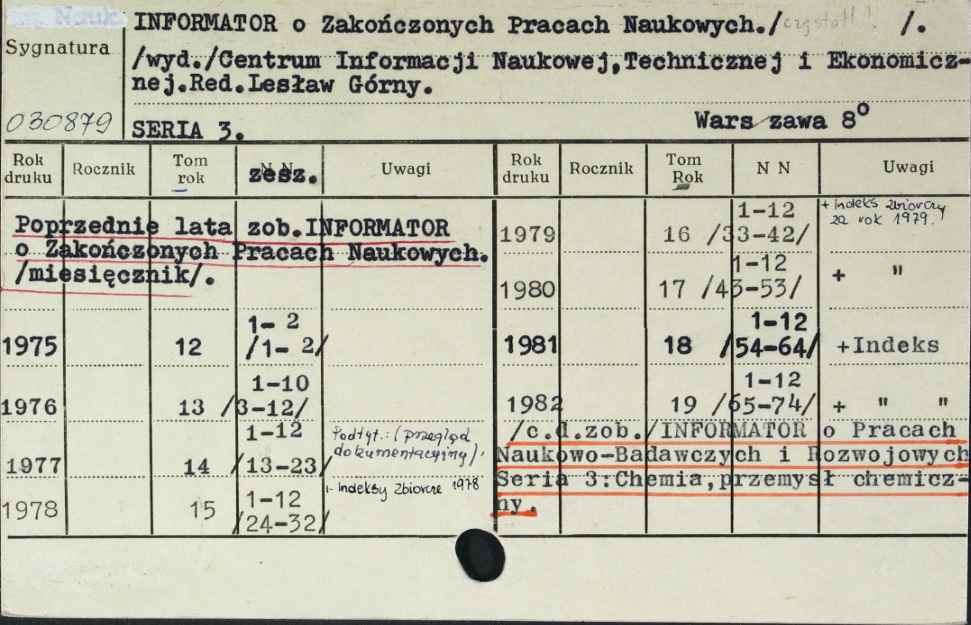 Nauk
Sygnatura
030879
INFORMATOR o Zakończonych Pracach Naukowych./ /.
/wyd./Centrum Informacji Naukowej,Technicznej i Ekonomicz-
nej.Red.Lesław Górny.
SERIA 3. Warszawa 8°
Rok druku Rocznik Tom rok zesz. Uwagi Rok druku Rocznik Tom Rok N N Uwagi
Poprzednie lata zob.INFORMATOR
o Zakończonych Pracach Naukowych.
/miesięcznik/.
1975 12 1- 2 /1- 2/
1976 13 1-10 /3-12/
1977 14 1-12 /13-23/ Podtyt.: (przegląd dokumentacyjny).
1978 15 1-12 /24-32/ + Indeksy zbiorcze 1978
1979 16 1-12 /33-42/ + Indeks zbiorczy za rok 1979.
1980 17 1-12 /43-53/ + "
1981 18 1-12 /54-64/ +Indeks
1982 19 1-12 /65-74/ + " "
/c.d.zob./INFORMATOR o Pracach
Naukowo-Badawczych i Rozwojowych
Seria 3:Chemia,przemysł chemicz-
ny.